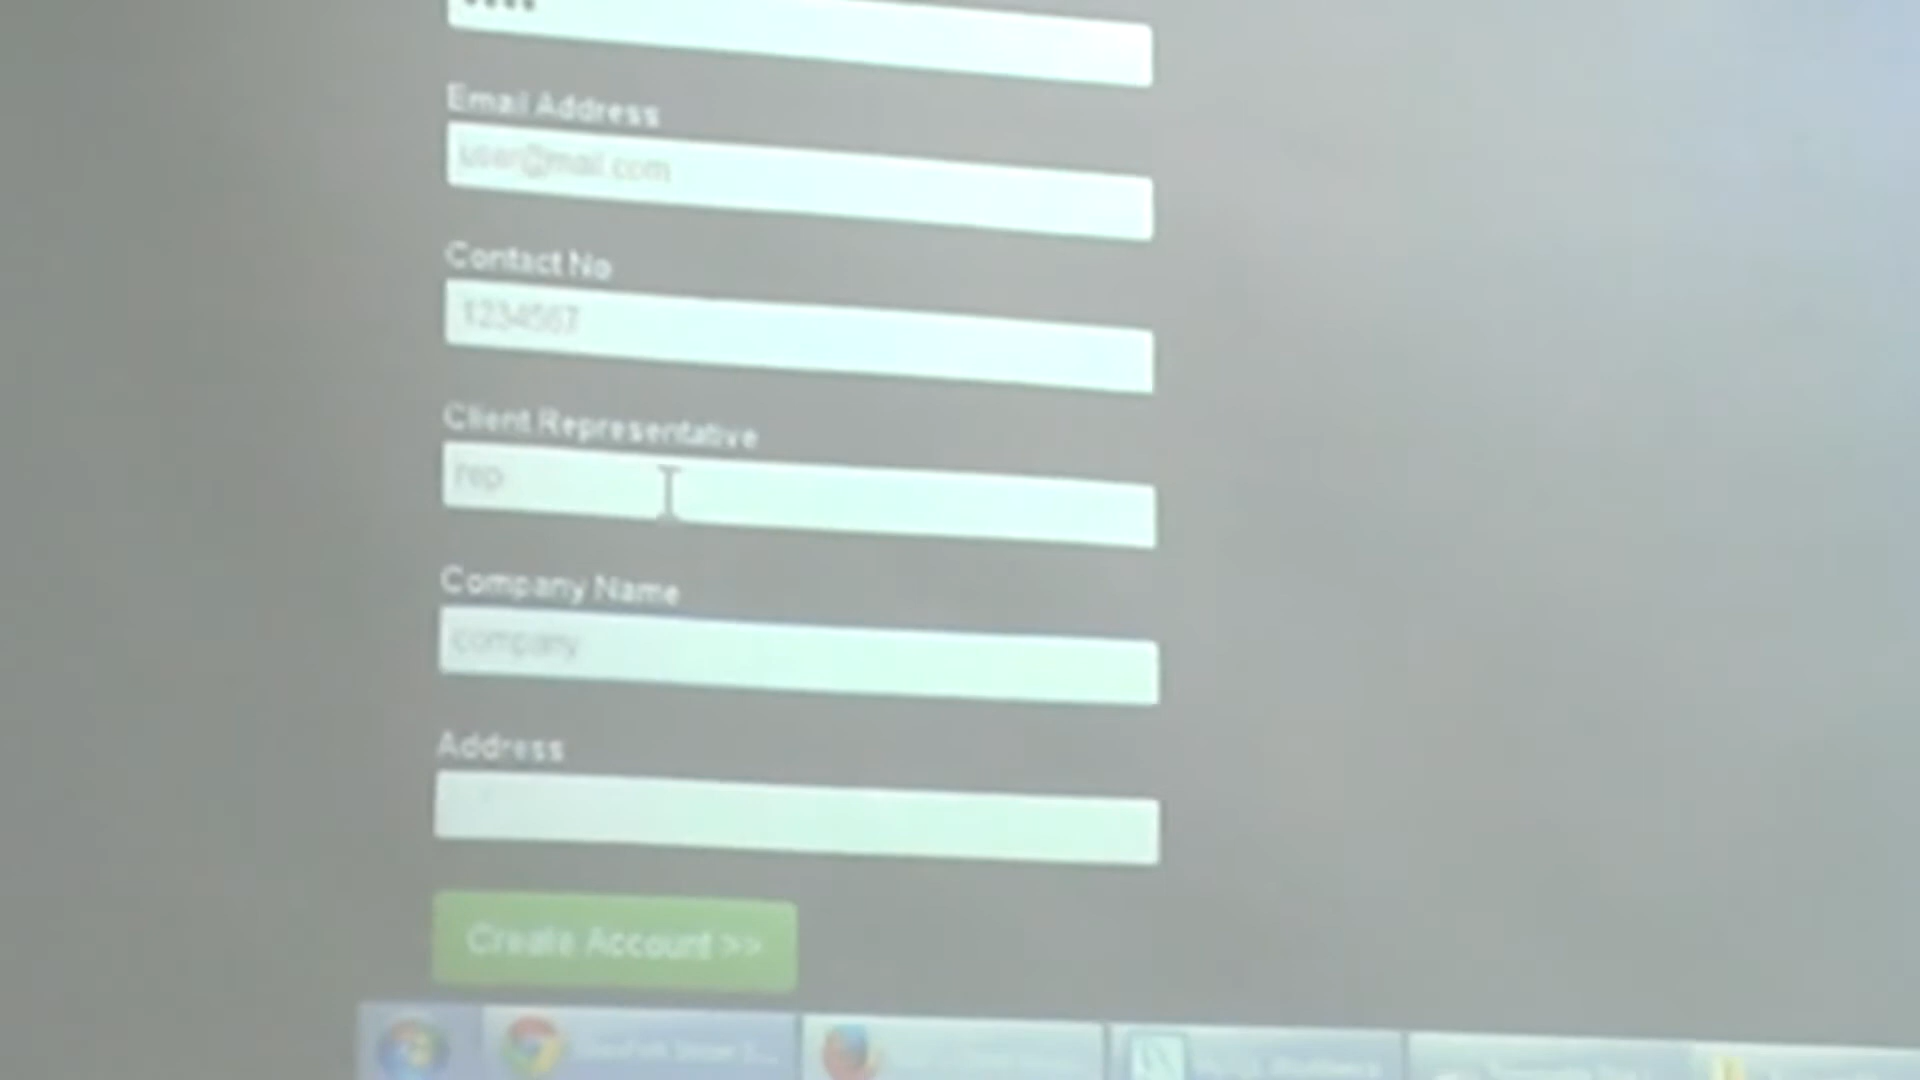 Email Address
user@mail.com
Contact No
1234567
Client Representative
rep
Company Name
company
Address
Create Account >>